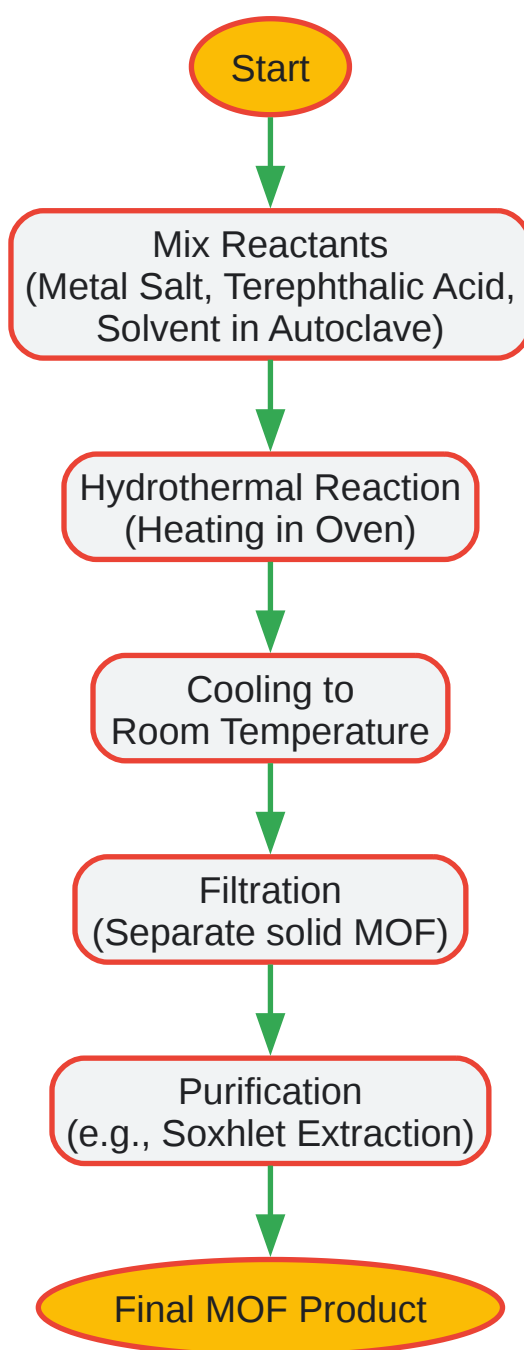 Start
Mix Reactants
(Metal Salt, Terephthalic Acid,
Solvent in Autoclave)
Hydrothermal Reaction
(Heating in Oven)
Cooling to
Room Temperature
Filtration
(Separate solid MOF)
Purification
(e.g., Soxhlet Extraction)
Final MOF Product